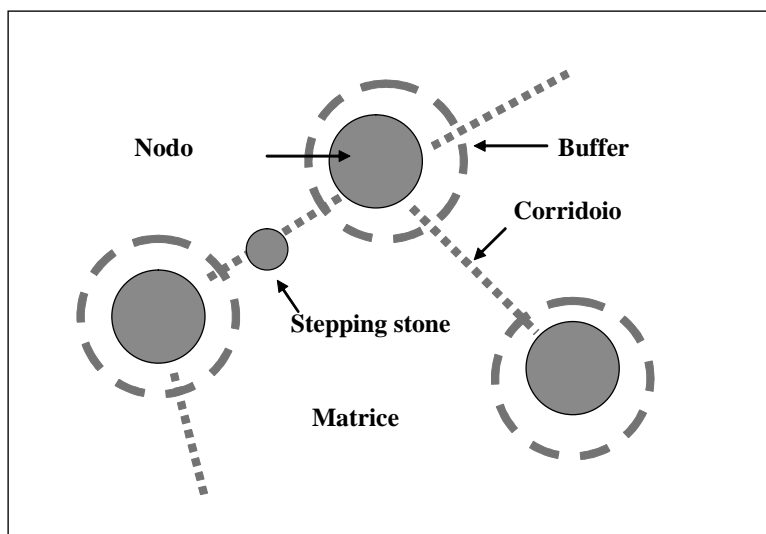 Nodo
Buffer
Corridoio
Stepping stone
Matrice